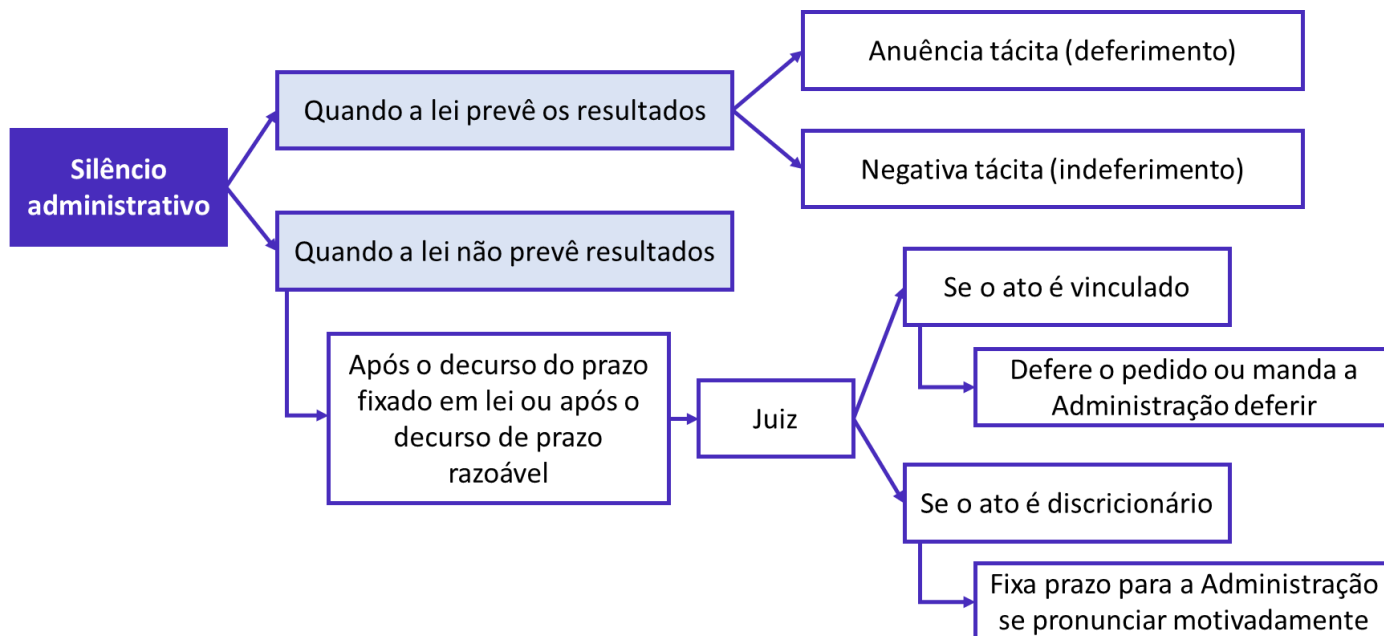 Silêncio
administrativo
Quando a lei prevê os resultados
Anuência tácita (deferimento)
Negativa tácita (indeferimento)
Quando a lei não prevê resultados
Após o decurso do prazo
fixado em lei ou após o
decurso de prazo
razoável
Juiz
Se o ato é vinculado
Defere o pedido ou manda a
Administração deferir
Se o ato é discricionário
Fixa prazo para a Administração
se pronunciar motivadamente